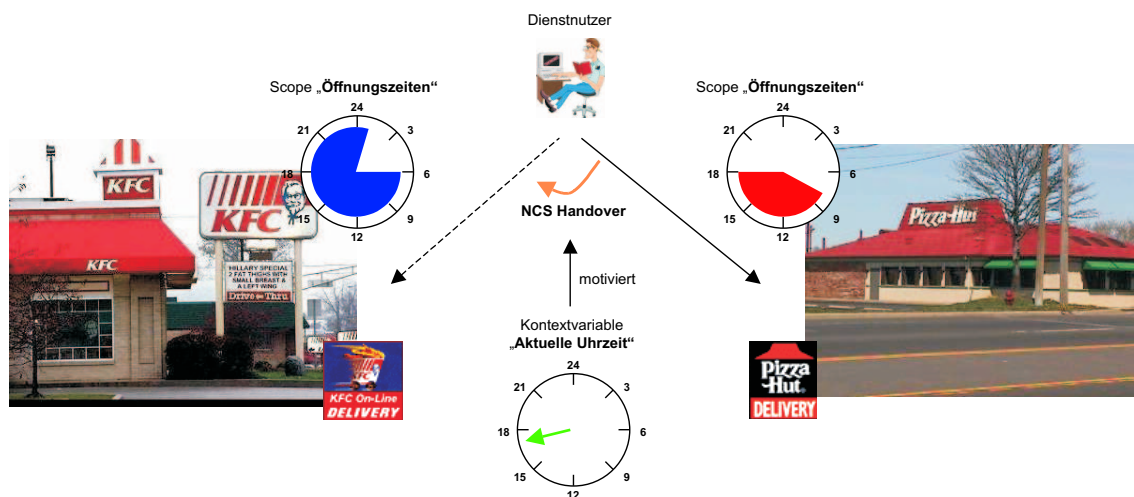 Dienstnutzer
Scope „Öffnungszeiten“
24
3
6
9
12
15
18
21
Scope „Öffnungszeiten“
24
3
6
9
12
15
18
21
NCS Handover
motiviert
Kontextvariable
„Aktuelle Uhrzeit“
24
3
6
9
12
15
18
21
KFC
KFC
KFC
HILLARY SPECIAL
2 FAT THIGHS WITH
SMALL BREAST &
A LEFT WING
Drive Thru
KFC On-Line
DELIVERY
Pizza Hut
Pizza
Hut
DELIVERY